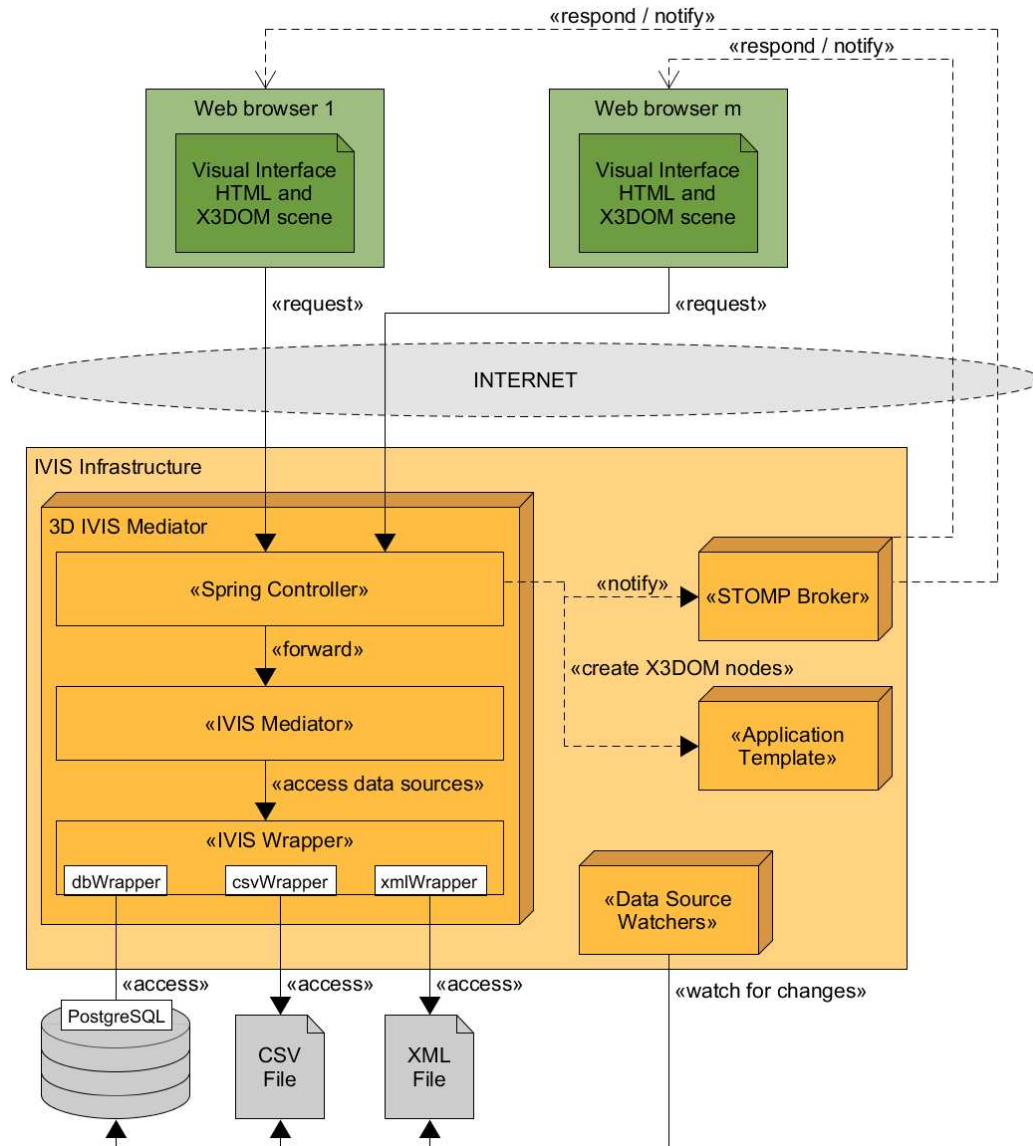 «respond / notify»
«respond / notify»
Web browser 1
Visual Interface
HTML and
X3DOM scene
Web browser m
Visual Interface
HTML and
X3DOM scene
«request»
«request»
INTERNET
IVIS Infrastructure
3D IVIS Mediator
«Spring Controller»
«notify»
«STOMP Broker»
«forward»
«create X3DOM nodes»
«IVIS Mediator»
«Application
Template»
«access data sources»
«IVIS Wrapper»
dbWrapper
csvWrapper
xmlWrapper
«Data Source
Watchers»
«access»
«access»
«access»
«watch for changes»
PostgreSQL
CSV
File
XML
File